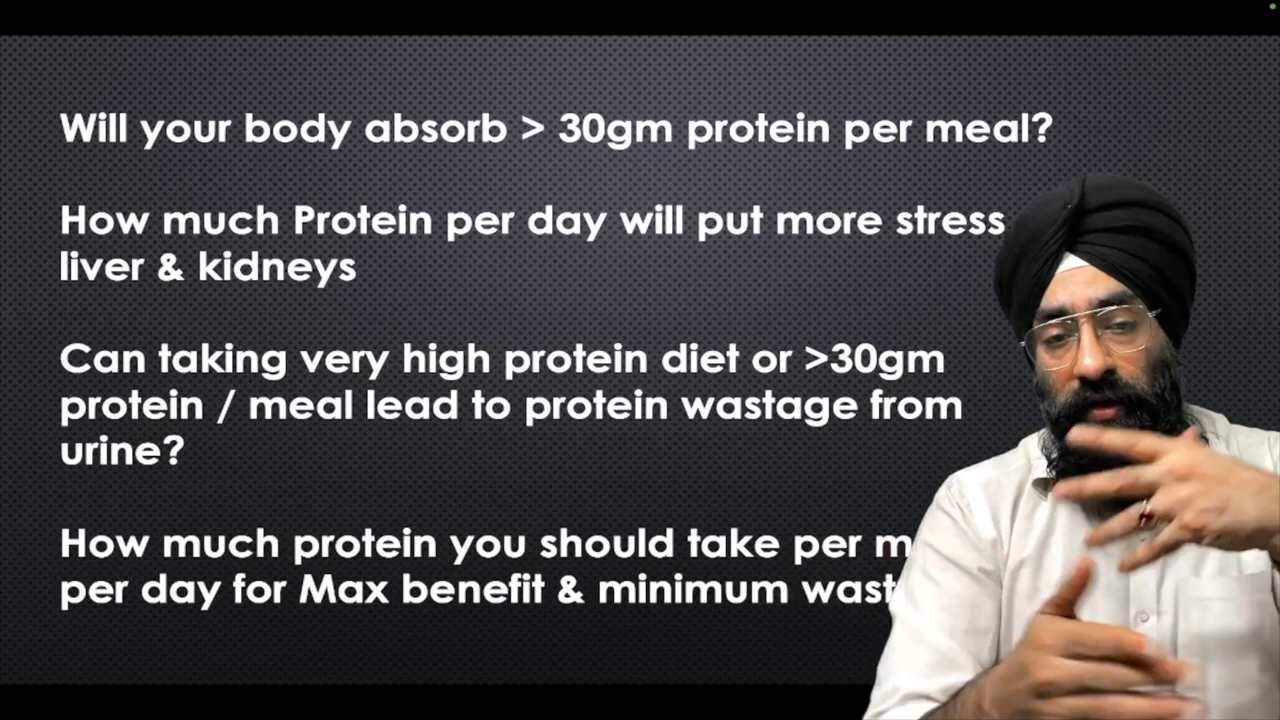 Will your body absorb > 30gm protein per meal?
How much Protein per day will put more stress
liver & kidneys
Can taking very high protein diet or >30gm
protein / meal lead to protein wastage from
urine?
How much protein you should take per
per day for Max benefit & minimum